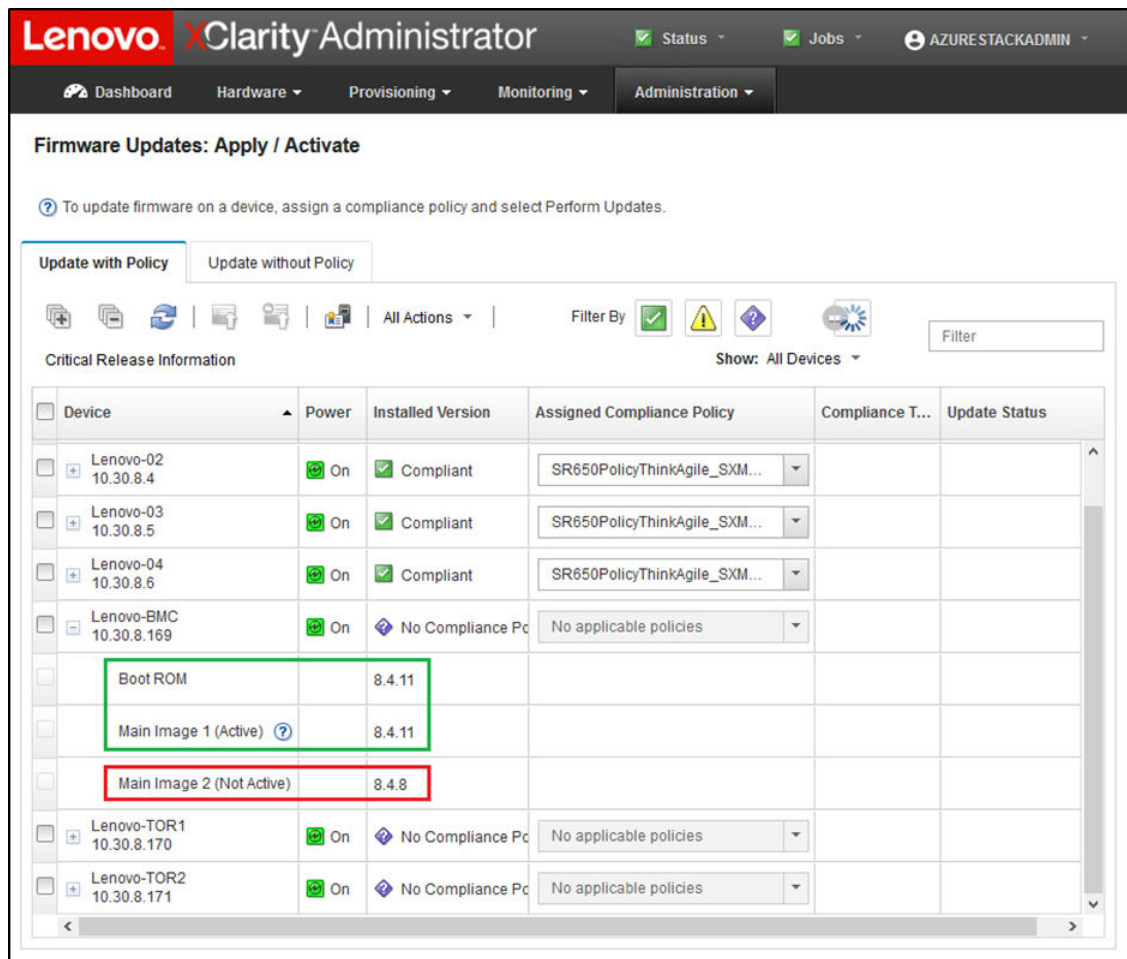 Lenovo. XClarity Administrator Status Jobs AZURESTACKADMIN
Dashboard Hardware Provisioning Monitoring Administration
Firmware Updates: Apply / Activate
To update firmware on a device, assign a compliance policy and select Perform Updates.
Update with Policy Update without Policy
All Actions Filter By Filter
Critical Release Information Show: All Devices
Device Power Installed Version Assigned Compliance Policy Compliance T... Update Status
Lenovo-02
10.30.8.4 On Compliant SR650PolicyThinkAgile_SXM...
Lenovo-03
10.30.8.5 On Compliant SR650PolicyThinkAgile_SXM...
Lenovo-04
10.30.8.6 On Compliant SR650PolicyThinkAgile_SXM...
Lenovo-BMC
10.30.8.169 On No Compliance Po No applicable policies
Boot ROM 8.4.11
Main Image 1 (Active) 8.4.11
Main Image 2 (Not Active) 8.4.8
Lenovo-TOR1
10.30.8.170 On No Compliance Po No applicable policies
Lenovo-TOR2
10.30.8.171 On No Compliance Po No applicable policies